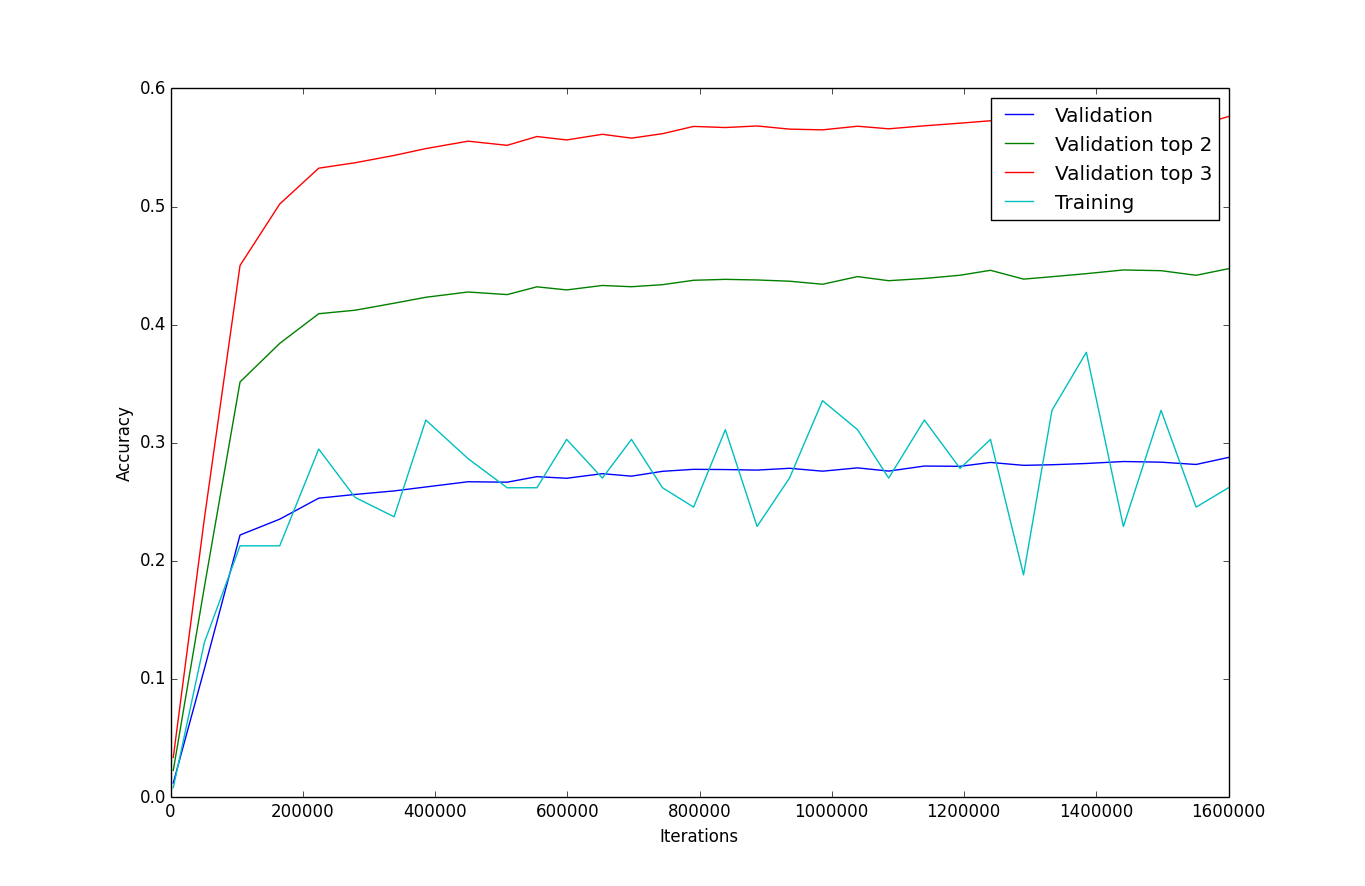 0.6
0.5
0.4
0.3
0.2
0.1
0.0
Accuracy
Validation
Validation top 2
Validation top 3
Training
0 200000 400000 600000 800000 1000000 1200000 1400000 1600000
Iterations